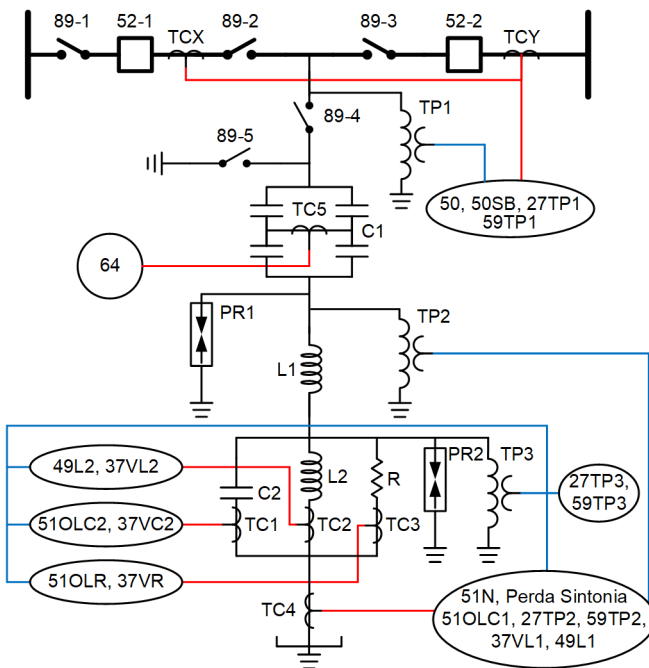 89-1
52-1
TCX
89-2
89-3
52-2
TCY
89-4
TP1
89-5
50, 50SB, 27TP1
59TP1
TC5
C1
64
PR1
TP2
L1
49L2, 37VL2
C2
L2
R
PR2
TP3
27TP3,
59TP3
51OLC2, 37VC2
TC1
TC2
TC3
51OLR, 37VR
TC4
51N, Perda Sintonia
51OLC1, 27TP2, 59TP2,
37VL1, 49L1